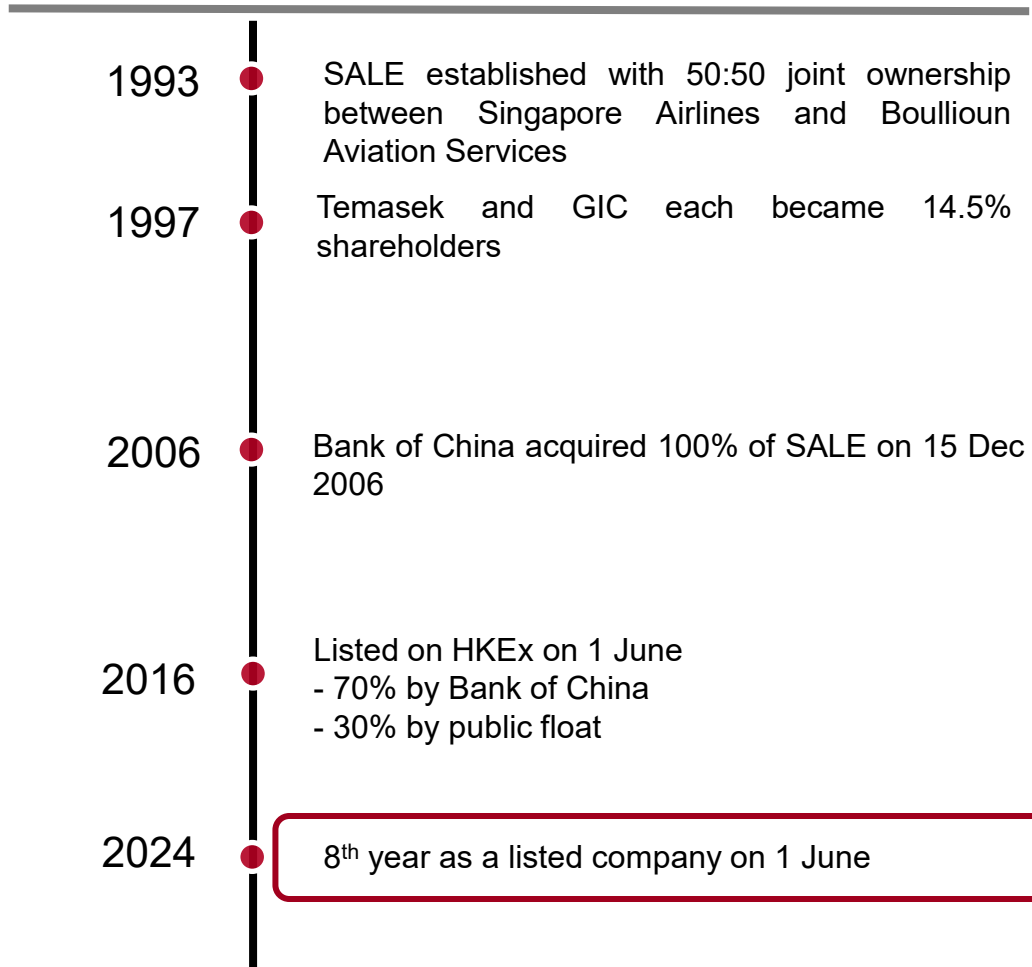 1993
SALE established with 50:50 joint ownership
between Singapore Airlines and Boullioun
Aviation Services
1997
Temasek and GIC each became 14.5%
shareholders
2006
Bank of China acquired 100% of SALE on 15 Dec
2006
2016
Listed on HKEx on 1 June
- 70% by Bank of China
- 30% by public float
2024
8th year as a listed company on 1 June